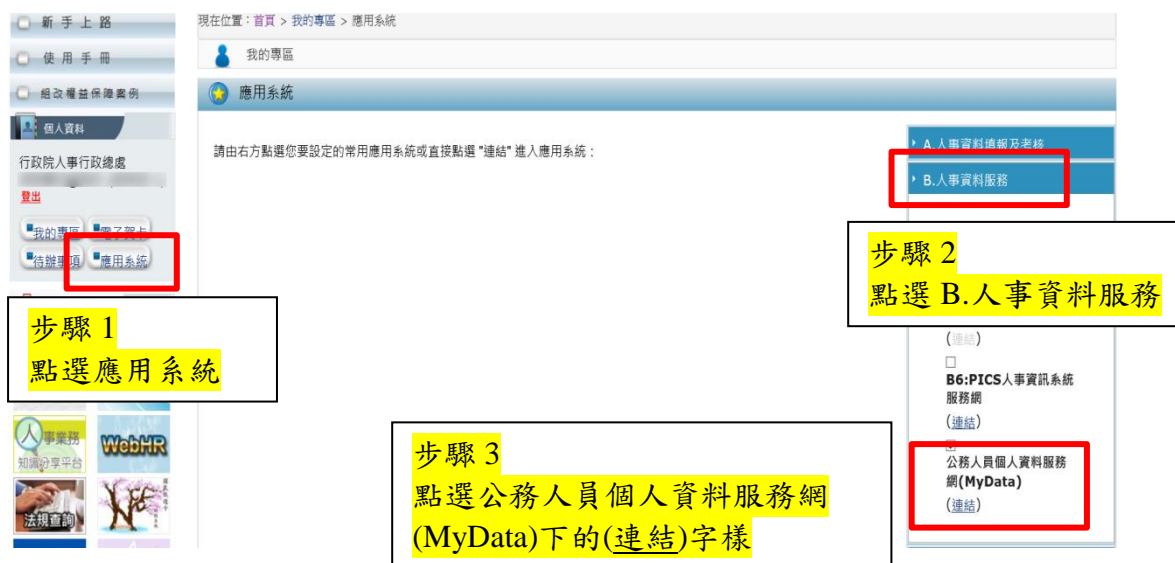 新手上路
現在位置：首頁 > 我的專區 > 應用系統
使用手冊
我的專區
組改權益保障案例
應用系統
個人資料
請由右方點選您要設定的常用應用系統或直接點選 "連結" 進入應用系統：
A.人事資料填報及考核
B.人事資料服務
行政院人事行政總處
登出
我的專區
電子賀卡
待辦事項
應用系統
步驟 1
點選應用系統
步驟 2
點選 B.人事資料服務
(連結)
B6:PICS人事資訊系統
服務網
(連結)
公務人員個人資料服務
網(MyData)
(連結)
步驟 3
點選公務人員個人資料服務網
(MyData)下的(連結)字樣
人事業務
知識分享平台
WebHR
法規查詢